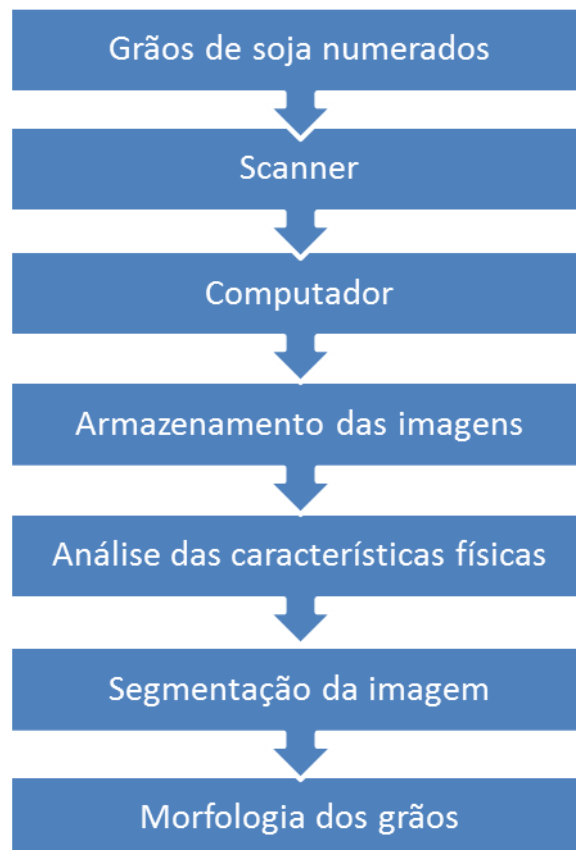 Grãos de soja numerados
Scanner
Computador
Armazenamento das imagens
Análise das características físicas
Segmentação da imagem
Morfologia dos grãos